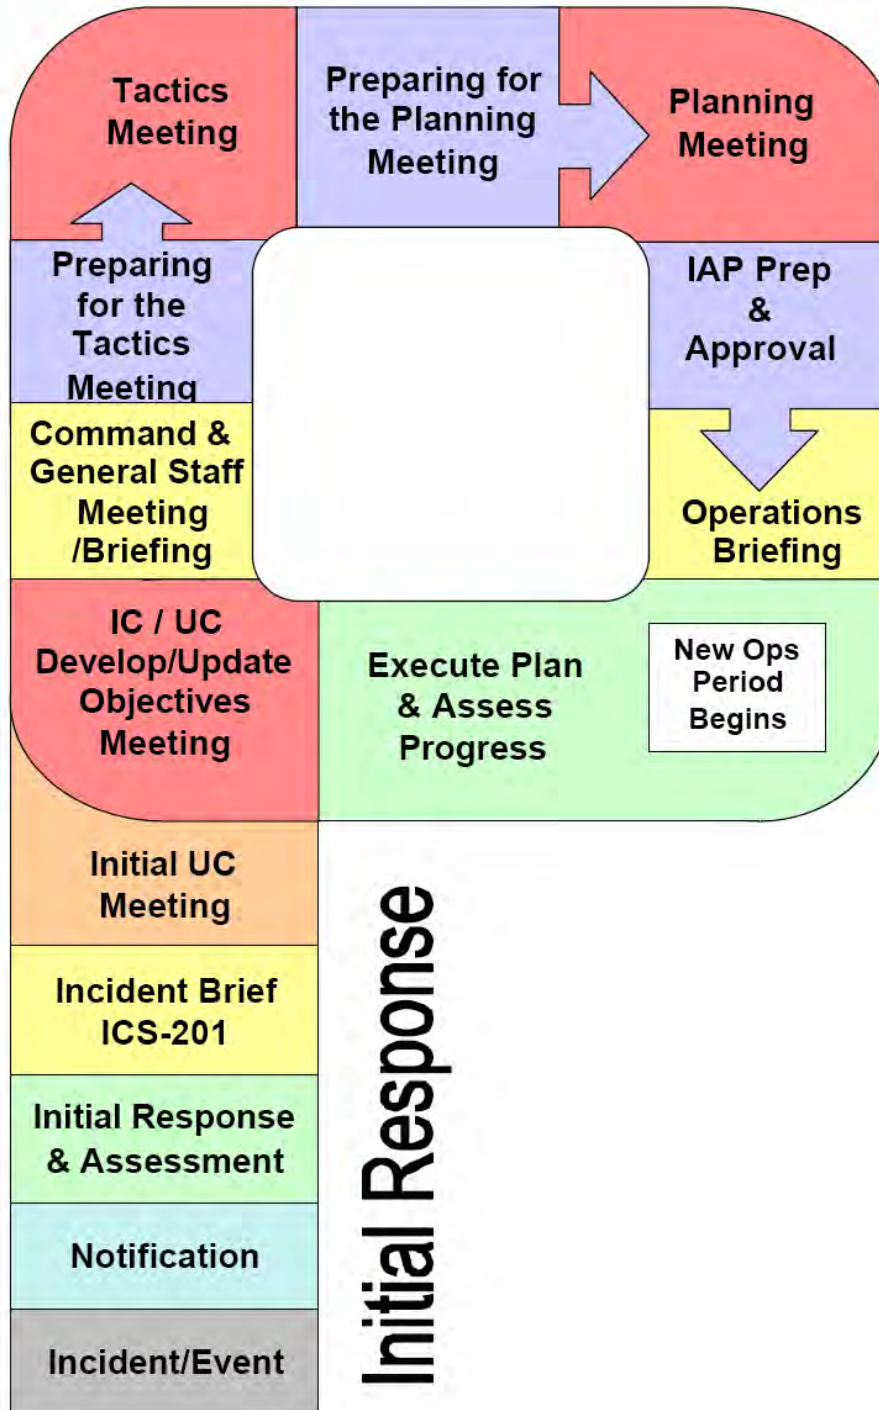 Tactics
Meeting
Preparing for
the Planning
Meeting
Planning
Meeting
Preparing
for the
Tactics
Meeting
IAP Prep
&
Approval
Command &
General Staff
Meeting
/Briefing
Operations
Briefing
IC / UC
Develop/Update
Objectives
Meeting
Execute Plan
& Assess
Progress
New Ops
Period
Begins
Initial UC
Meeting
Incident Brief
ICS-201
Initial Response
& Assessment
Notification
Incident/Event
Initial Response